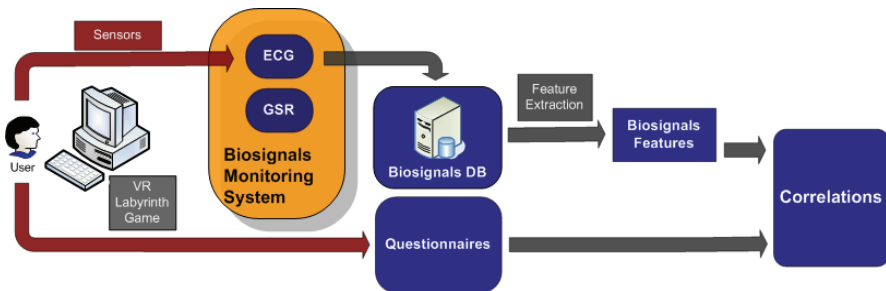 Sensors
ECG
GSR
Biosignals
Monitoring
System
User
VR
Labyrinth
Game
Biosignals DB
Feature
Extraction
Biosignals
Features
Questionnaires
Correlations